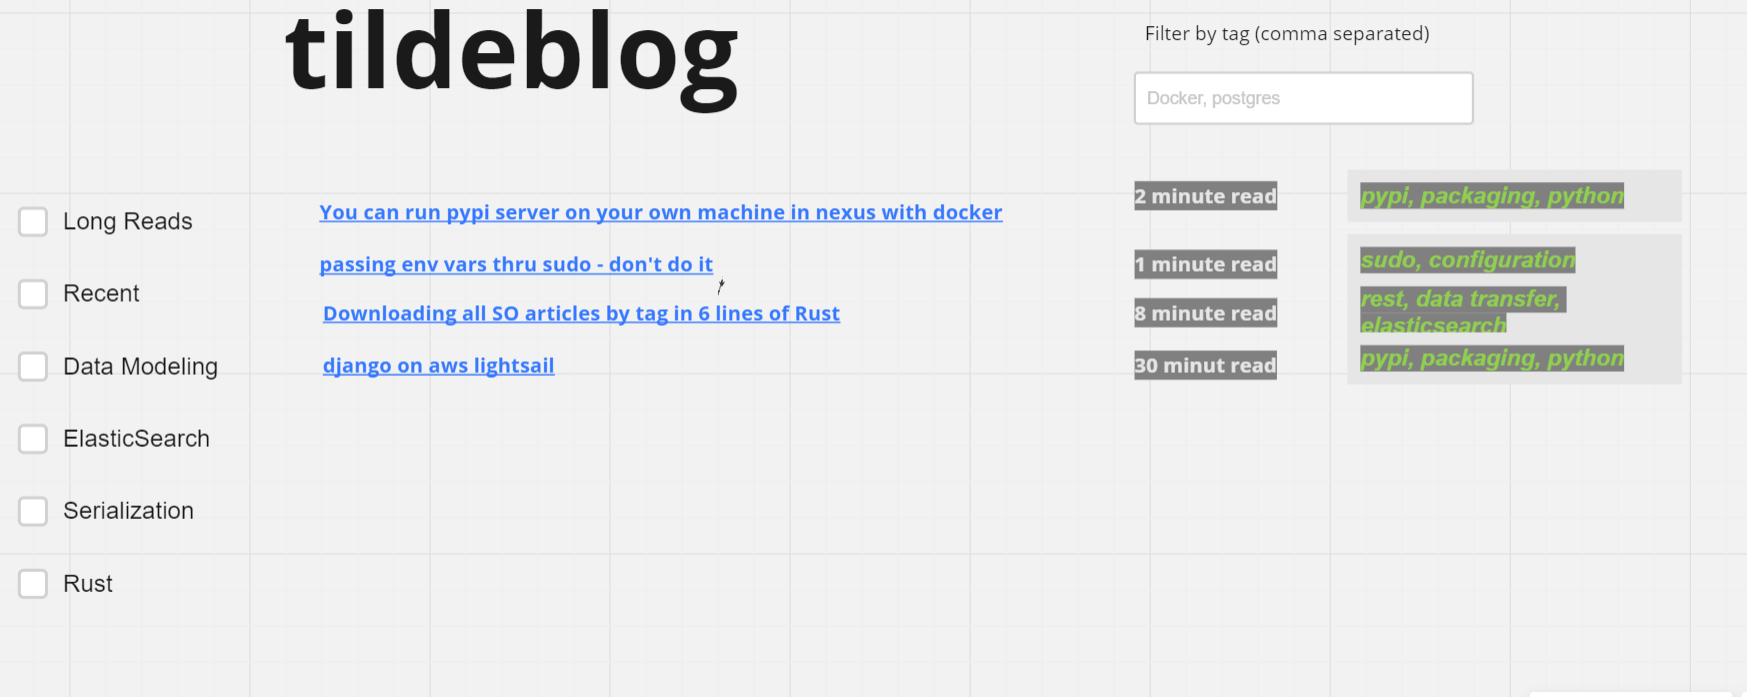 tildeblog
Filter by tag (comma separated)
Docker, postgres
Long Reads
Recent
Data Modeling
ElasticSearch
Serialization
Rust
You can run pypi server on your own machine in nexus with docker
passing env vars thru sudo - don't do it
Downloading all SO articles by tag in 6 lines of Rust
django on aws lightsail
2 minute read
1 minute read
8 minute read
30 minut read
pypi, packaging, python
sudo, configuration
rest, data transfer,
elasticsearch
pypi, packaging, python